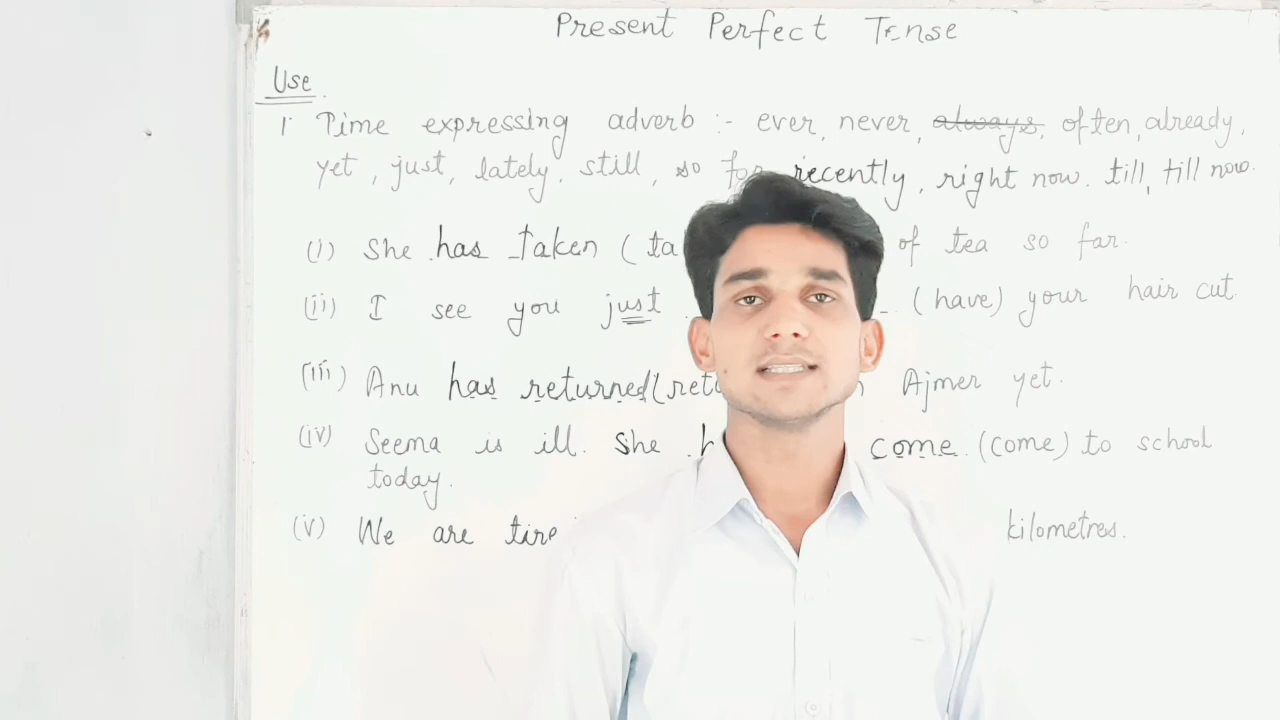 Present Perfect Tense
Use
1. Time expressing adverb :- ever, never, always, often, already,
yet, just, lately, still, so far recently, right now. till, till now.
(i) She has taken ( of tea so far.
(ii) I see you just (have) your hair cut
(iii) Anu has returned( Ajmer yet.
(iv) Seema is ill. She come. (come) to school
today.
(v) We are kilometres.